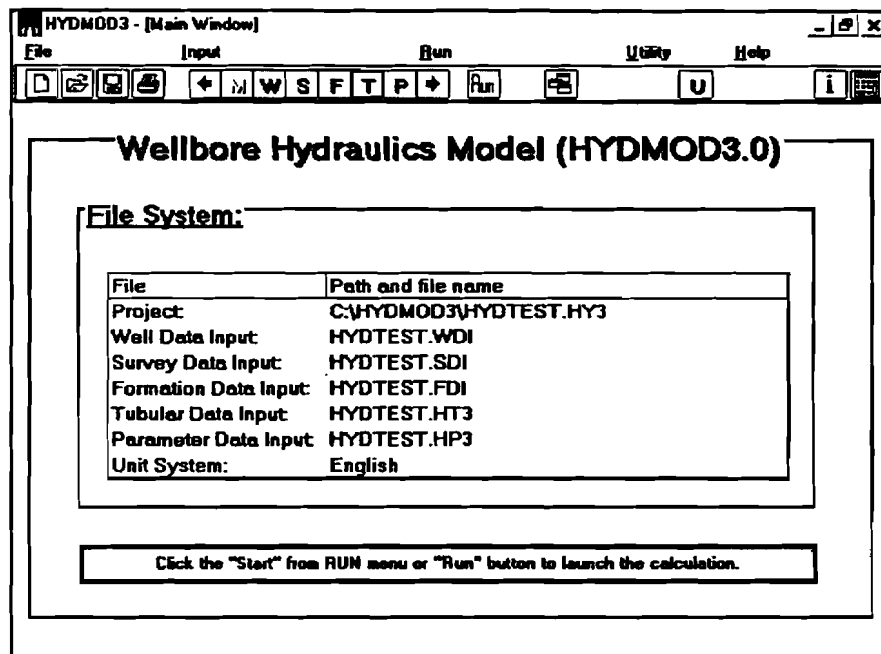 HYDMOD3 - [Main Window]
File Input Run Utility Help
M W S F T P Run U i
Wellbore Hydraulics Model (HYDMOD3.0)
File System:
File Path and file name
Project: C:\HYDMOD3\HYDTEST.HY3
Well Data Input: HYDTEST.WDI
Survey Data Input: HYDTEST.SDI
Formation Data Input: HYDTEST.FDI
Tubular Data Input: HYDTEST.HT3
Parameter Data Input: HYDTEST.HP3
Unit System: English
Click the "Start" from RUN menu or "Run" button to launch the calculation.